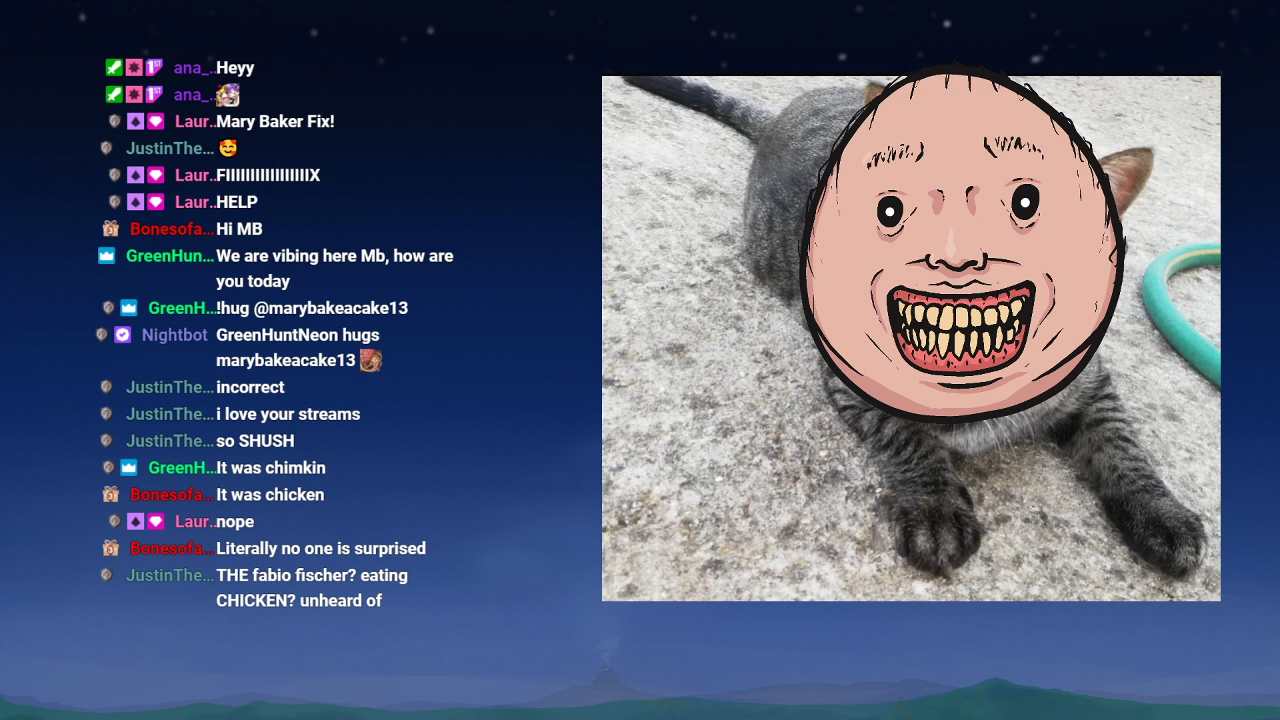 ana_.. Heyy
ana_..
Laur.. Mary Baker Fix!
JustinThe...
Laur.. FIIIIIIIIIIIIIIIIX
Laur.. HELP
Bonesofa... Hi MB
GreenHun... We are vibing here Mb, how are
you today
GreenH... !hug @marybakeacake13
Nightbot GreenHuntNeon hugs
marybakeacake13
JustinThe... incorrect
JustinThe... i love your streams
JustinThe... so SHUSH
GreenH... It was chimkin
Bonesofa... It was chicken
Laur.. nope
Bonesofa... Literally no one is surprised
JustinThe... THE fabio fischer? eating
CHICKEN? unheard of